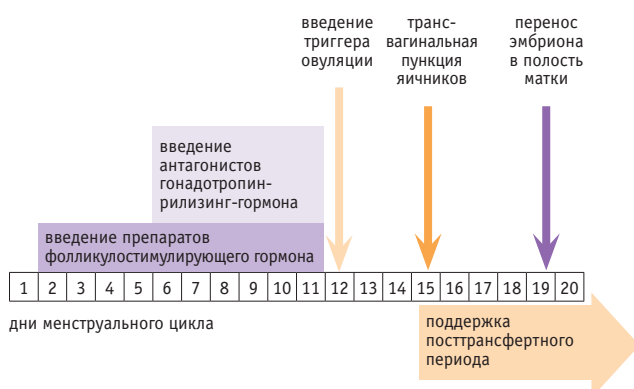 введение
триггера
овуляции
транс-
вагинальная
пункция
яичников
перенос
эмбриона
в полость
матки
введение
антагонистов
гонадотропин-
рилизинг-гормона
введение препаратов
фолликулостимулирующего гормона
1 2 3 4 5 6 7 8 9 10 11 12 13 14 15 16 17 18 19 20
дни менструального цикла
поддержка
посттрансфертного
периода